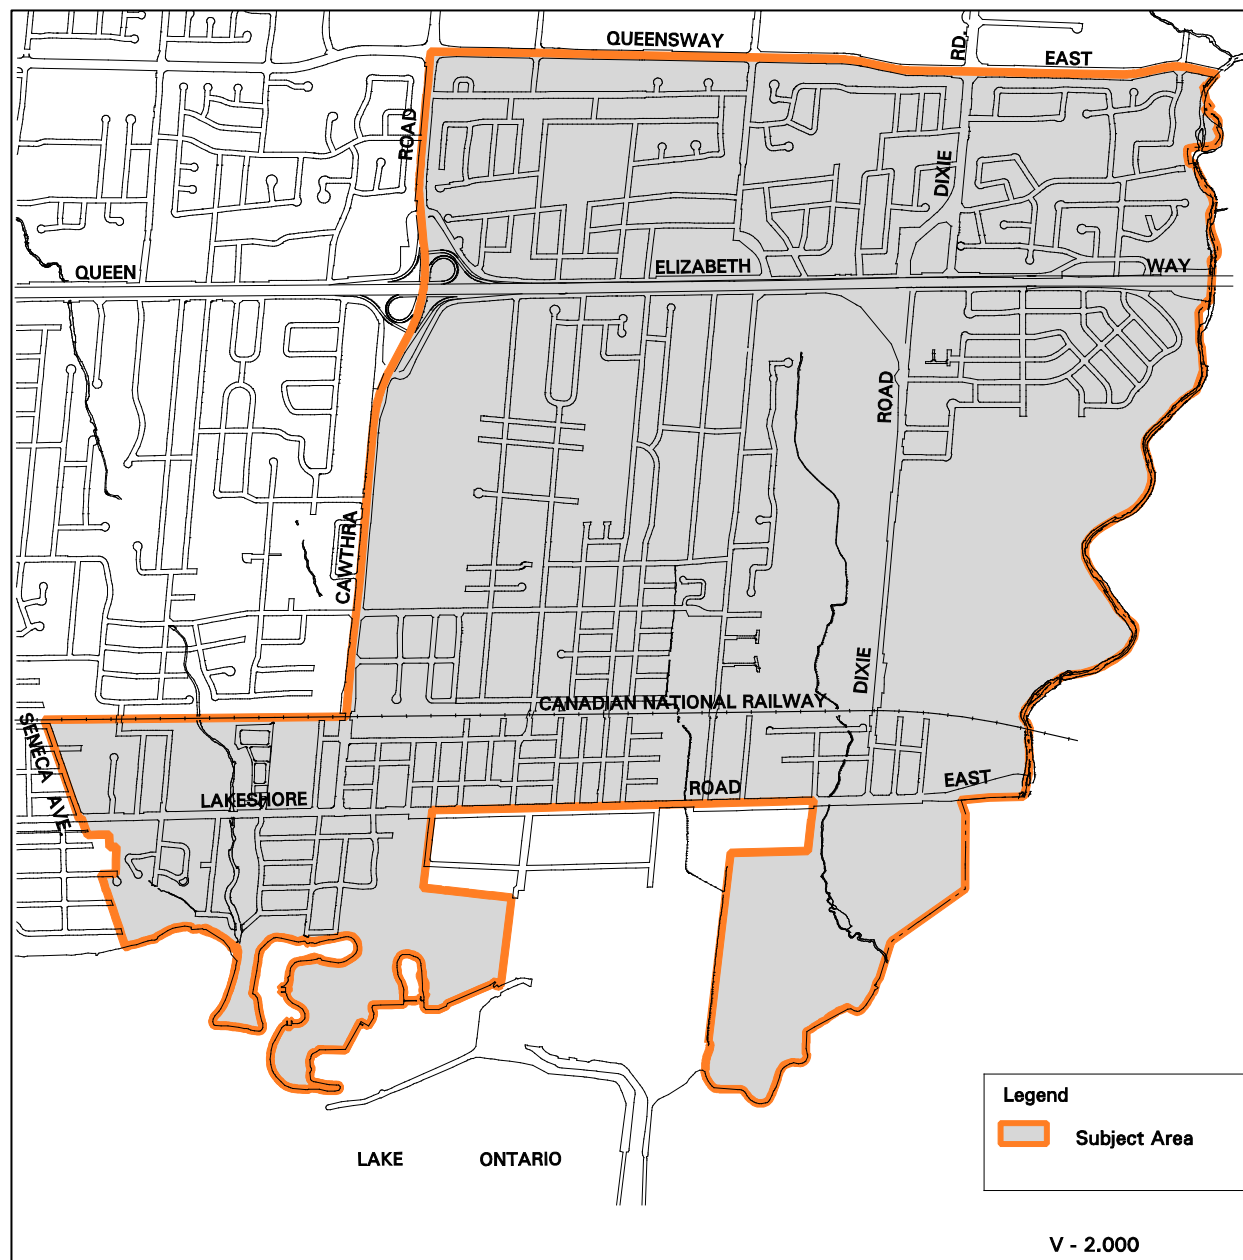 QUEENSWAY
EAST
RD.
ROAD
DIXIE
QUEEN
ELIZABETH
WAY
ROAD
CAWTHRA
DIXIE
CANADIAN NATIONAL RAILWAY
SENECA AVE.
LAKESHORE
ROAD
EAST
Legend
Subject Area
LAKE ONTARIO
V - 2.000